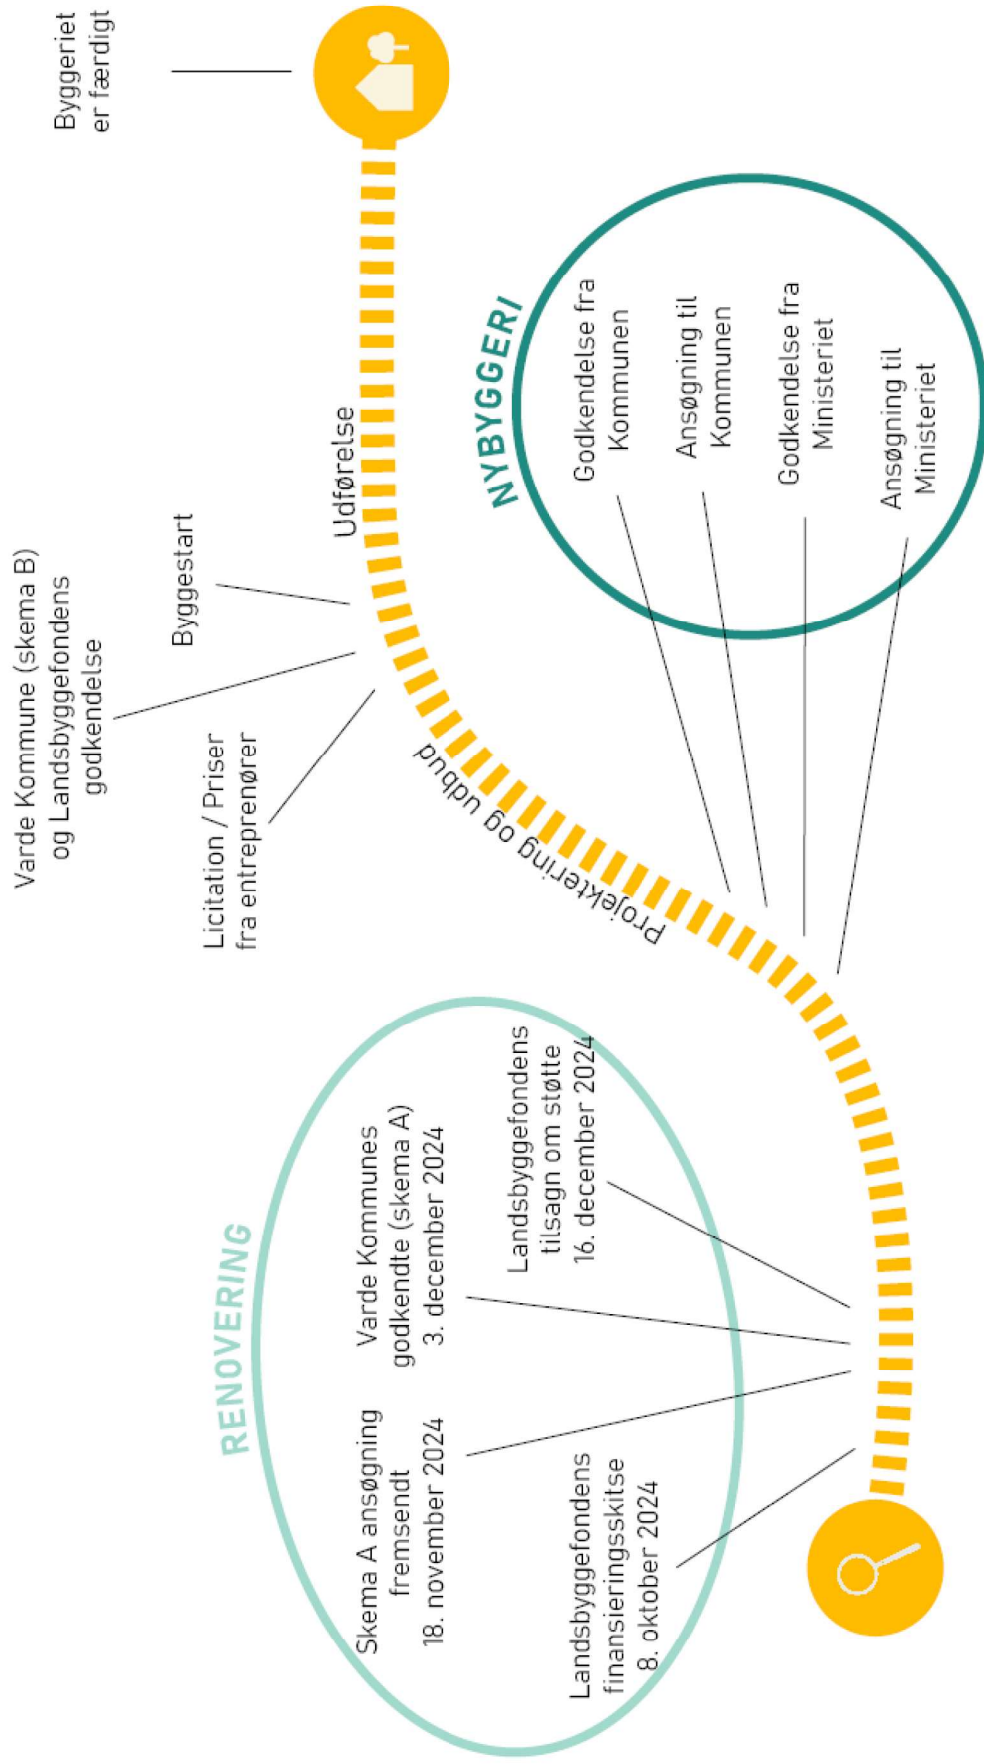 RENOVERING
Landsbyggefondens
finansieringsskitse
8. oktober 2024
Skema A ansøgning
fremsendt
18. november 2024
Varde Kommunes
godkendte (skema A)
3. december 2024
Landsbyggefondens
tilsagn om støtte
16. december 2024
Projektering og udbud
NYBYGGERI
Godkendelse fra
Kommunen
Ansøgning til
Kommunen
Godkendelse fra
Ministeriet
Ansøgning til
Ministeriet
Licitation / Priser
fra entreprenører
Varde Kommune (skema B)
og Landsbyggefondens
godkendelse
Byggestart
Udførelse
Byggeriet
er færdigt